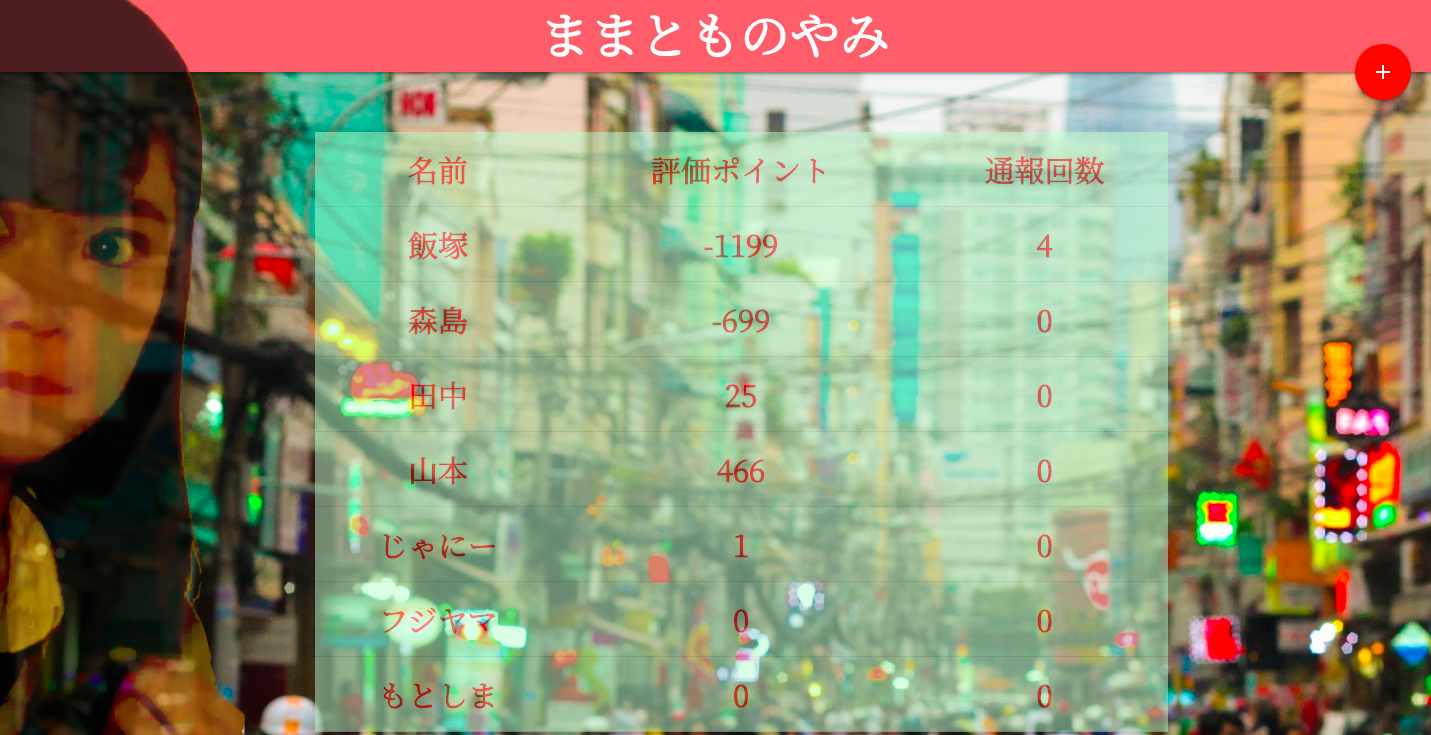 ままとものやみ
+
名前 評価ポイント 通報回数
飯塚 -1199 4
森島 -699 0
田中 25 0
山本 466 0
じゃにー 1 0
フジヤマ 0 0
もとしま 0 0